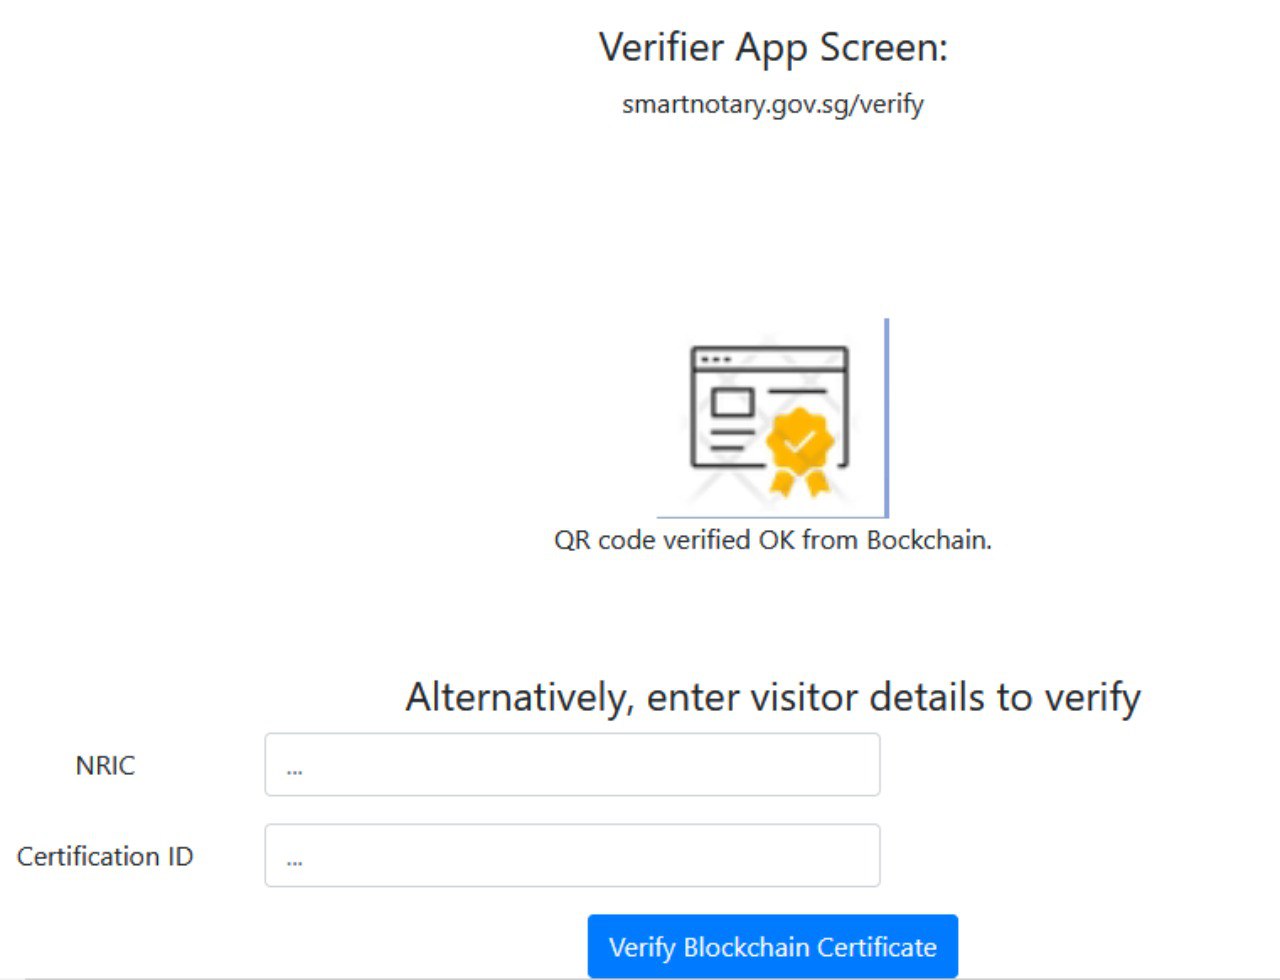 Verifier App Screen:
smartnotary.gov.sg/verify
QR code verified OK from Bockchain.
Alternatively, enter visitor details to verify
NRIC
...
Certification ID
...
Verify Blockchain Certificate